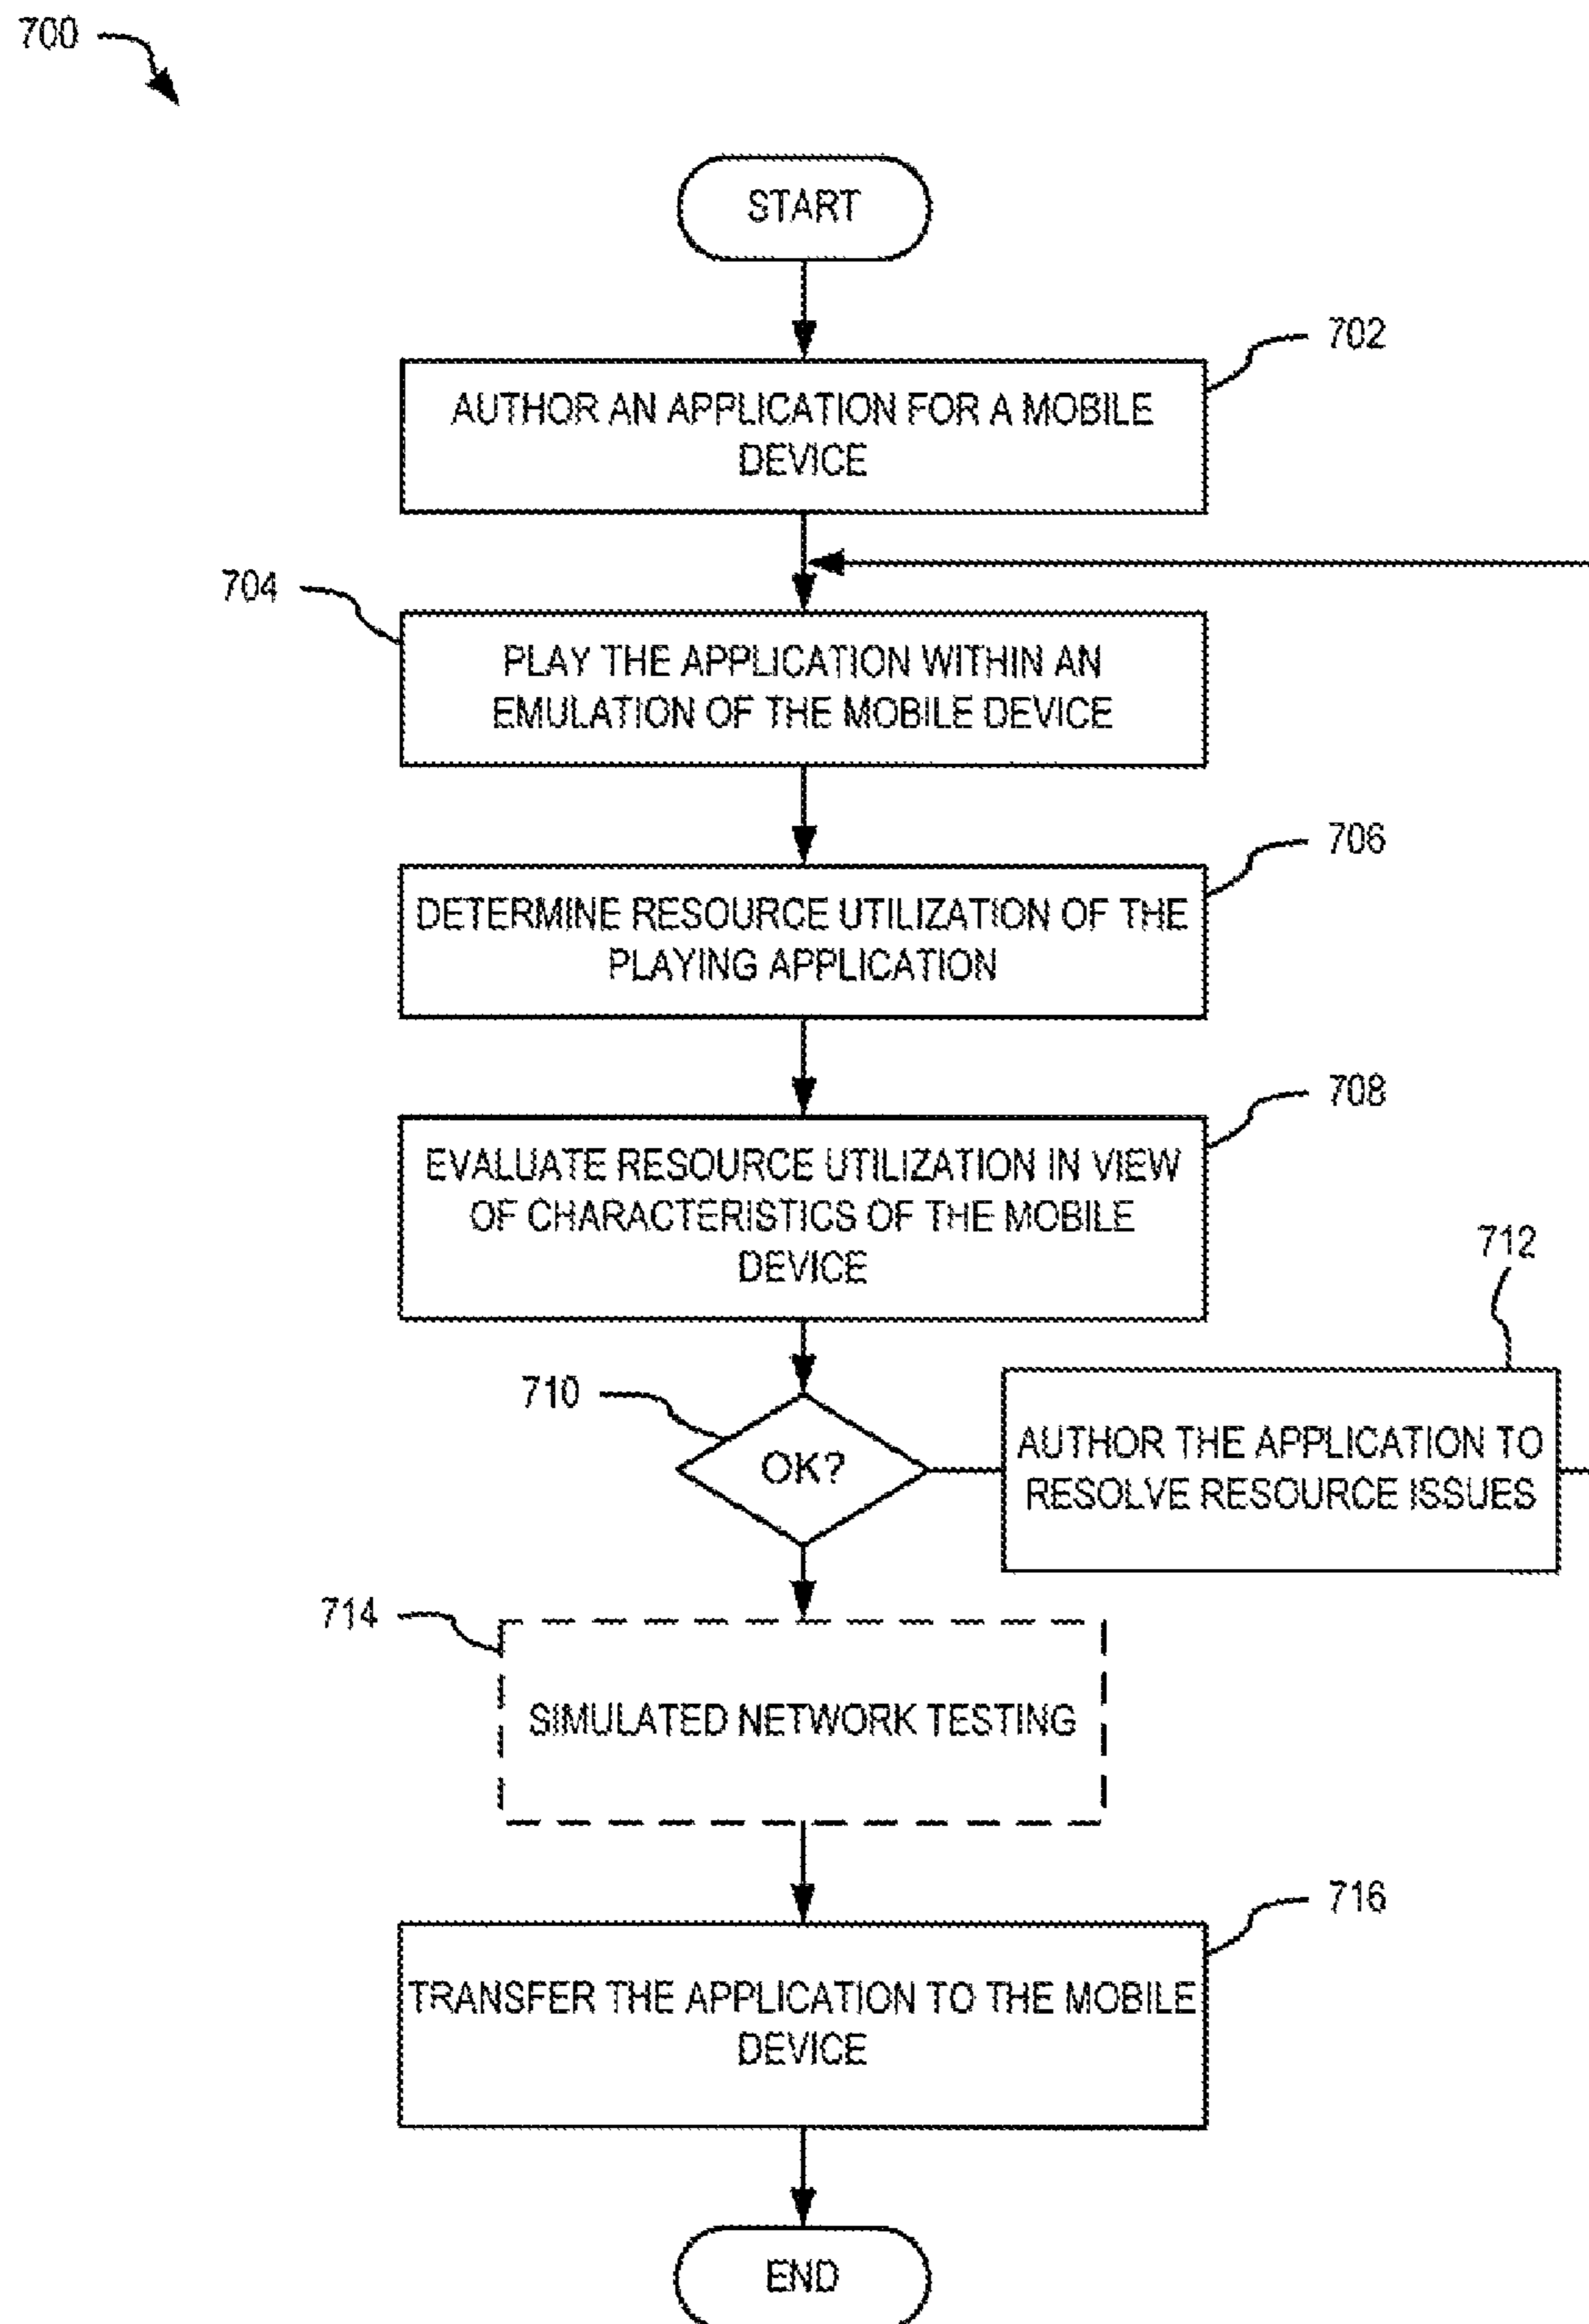 700
START
702
AUTHOR AN APPLICATION FOR A MOBILE
DEVICE
704
PLAY THE APPLICATION WITHIN AN
EMULATION OF THE MOBILE DEVICE
706
DETERMINE RESOURCE UTILIZATION OF THE
PLAYING APPLICATION
708
EVALUATE RESOURCE UTILIZATION IN VIEW
OF CHARACTERISTICS OF THE MOBILE
DEVICE
710
OK?
712
AUTHOR THE APPLICATION TO
RESOLVE RESOURCE ISSUES
714
SIMULATED NETWORK TESTING
716
TRANSFER THE APPLICATION TO THE MOBILE
DEVICE
END